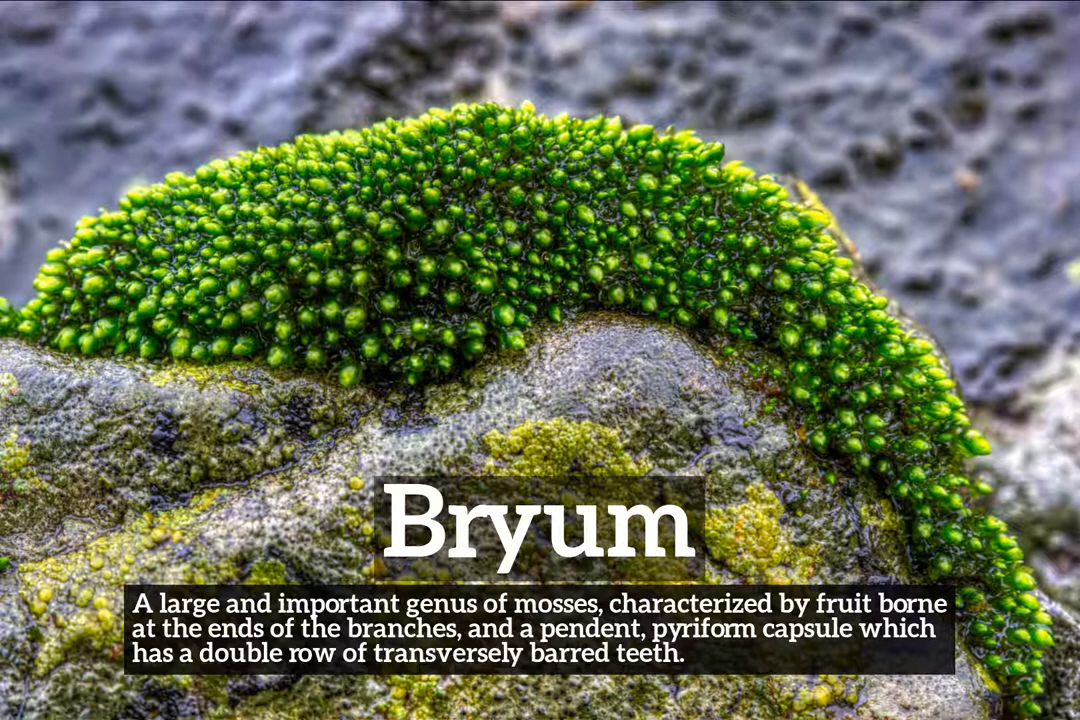 Bryum
A large and important genus of mosses, characterized by fruit borne
at the ends of the branches, and a pendent, pyriform capsule which
has a double row of transversely barred teeth.